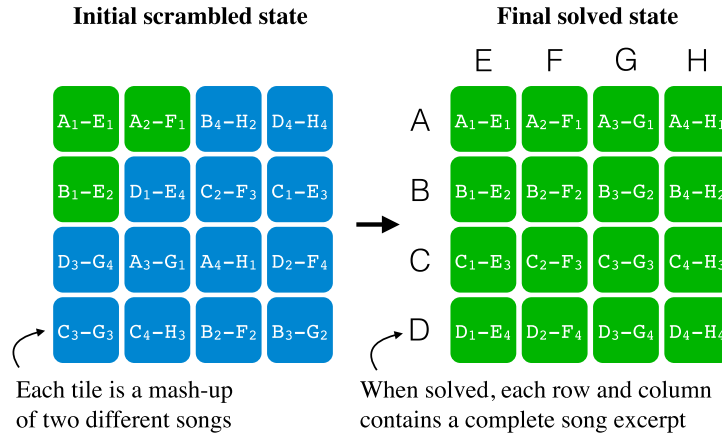 Initial scrambled state
Final solved state
E F G H
A1-E1 A2-F1 B4-H2 D4-H4
A
A1-E1 A2-F1 A3-G1 A4-H1
B1-E2 D1-E4 C2-F3 C1-E3
B
B1-E2 B2-F2 B3-G2 B4-H2
D3-G4 A3-G1 A4-H1 D2-F4
C
C1-E3 C2-F3 C3-G3 C4-H3
C3-G3 C4-H3 B2-F2 B3-G2
D
D1-E4 D2-F4 D3-G4 D4-H4
Each tile is a mash-up
of two different songs
When solved, each row and column
contains a complete song excerpt